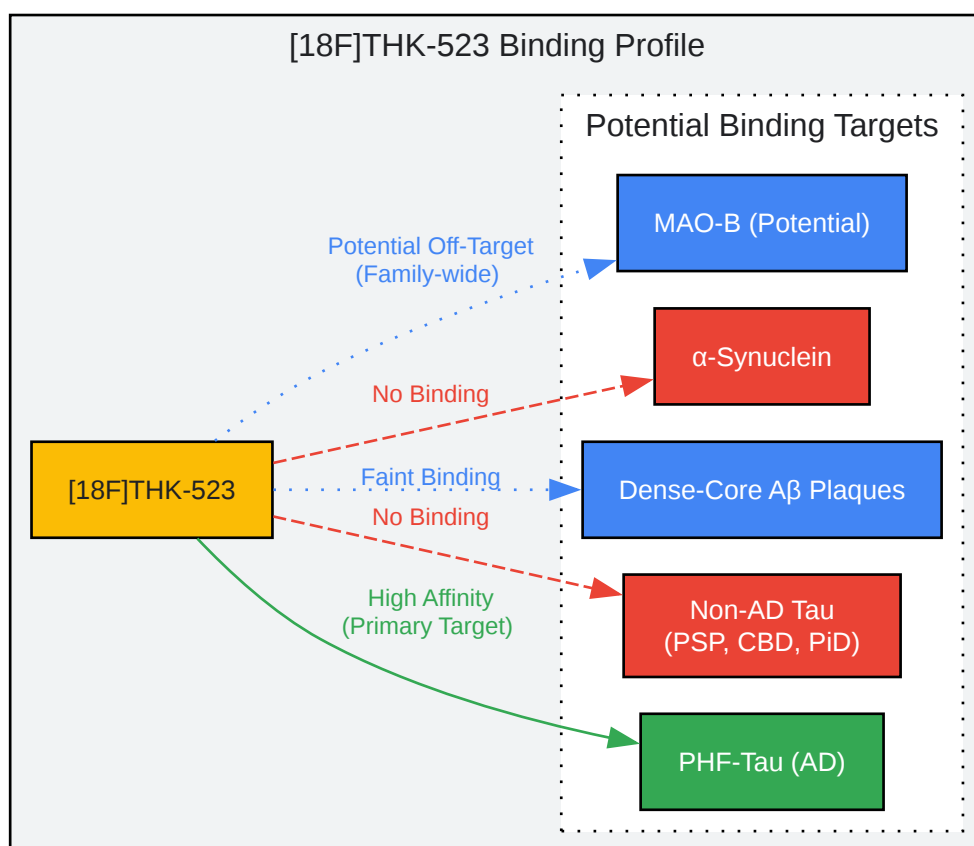 [18F]THK-523 Binding Profile
Potential Binding Targets
MAO-B (Potential)
Potential Off-Target
(Family-wide)
α-Synuclein
No Binding
[18F]THK-523
Faint Binding
Dense-Core Aβ Plaques
No Binding
High Affinity
(Primary Target)
Non-AD Tau
(PSP, CBD, PiD)
PHF-Tau (AD)